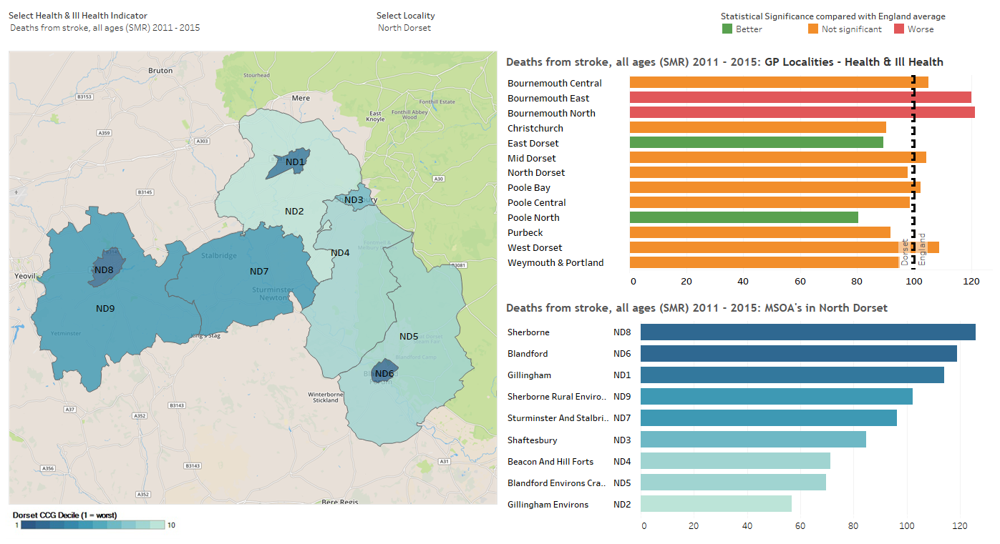 Select Health & Ill Health Indicator
Deaths from stroke, all ages (SMR) 2011 - 2015
Select Locality
North Dorset
Statistical Significance compared with England average
Better
Not significant
Worse
Bruton
Stourhead
Mere
B3153
East
Knoyle
Fonthill Abbey
Wood
Fonthill Estate
A359
A303
ND1
A30
B3145
ND3
ND2
ND4
Stalbridge
ND8
ND7
B3081
Yeovil
Sturminster
Newton
ND9
Yetminster
King's Stag
ND5
Blandford Camp
ND6
Winterborne
Stickland
A37
B3143
A352
A356
B3143
A31
A352
Bere Regis
Dorset CCG Decile (1 = worst)
1
10
Deaths from stroke, all ages (SMR) 2011 - 2015: GP Localities - Health & Ill Health
Bournemouth Central
Bournemouth East
Bournemouth North
Christchurch
East Dorset
Mid Dorset
North Dorset
Poole Bay
Poole Central
Poole North
Purbeck
West Dorset
Weymouth & Portland
Dorset
England
0 20 40 60 80 100 120
Deaths from stroke, all ages (SMR) 2011 - 2015: MSOA's in North Dorset
Sherborne ND8
Blandford ND6
Gillingham ND1
Sherborne Rural Enviro.. ND9
Sturminster And Stalbri.. ND7
Shaftesbury ND3
Beacon And Hill Forts ND4
Blandford Environs Cra.. ND5
Gillingham Environs ND2
0 20 40 60 80 100 120